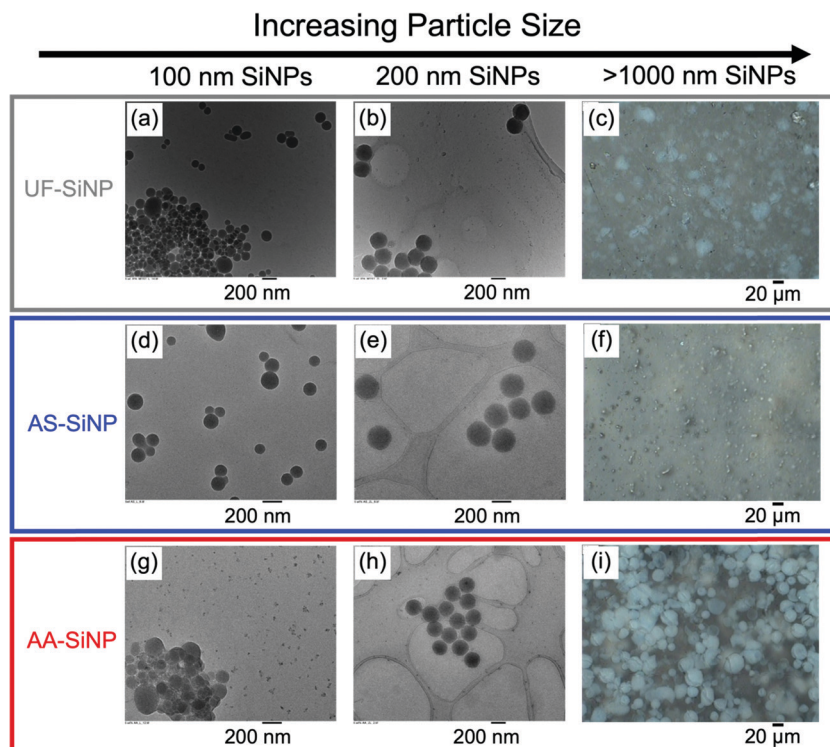 Increasing Particle Size
100 nm SiNPs 200 nm SiNPs >1000 nm SiNPs
UF-SiNP
(a) (b) (c)
200 nm 200 nm 20 µm
AS-SiNP
(d) (e) (f)
200 nm 200 nm 20 µm
AA-SiNP
(g) (h) (i)
200 nm 200 nm 20 µm